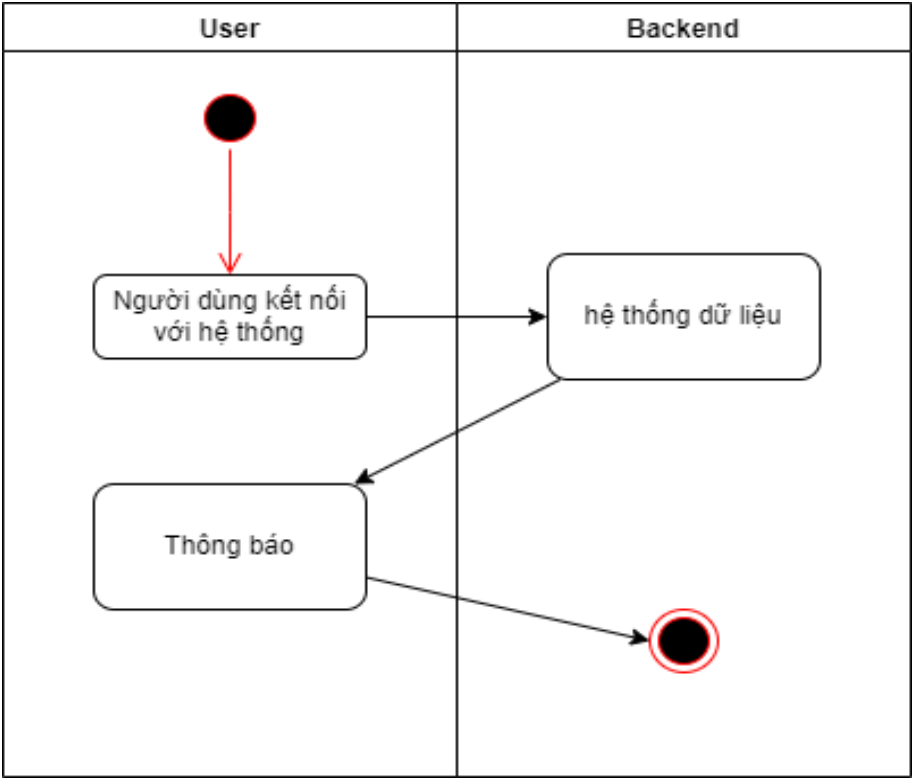 User
Backend
Người dùng kết nối
với hệ thống
hệ thống dữ liệu
Thông báo